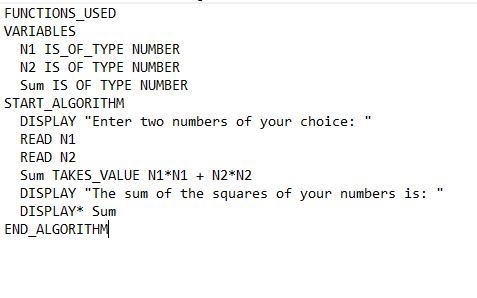 FUNCTIONS_USED
VARIABLES
N1 IS_OF_TYPE NUMBER
N2 IS OF TYPE NUMBER
Sum IS OF TYPE NUMBER
START_ALGORITHM
DISPLAY "Enter two numbers of your choice: "
READ N1
READ N2
Sum TAKES_VALUE N1*N1 + N2*N2
DISPLAY "The sum of the squares of your numbers is: "
DISPLAY* Sum
END_ALGORITHM